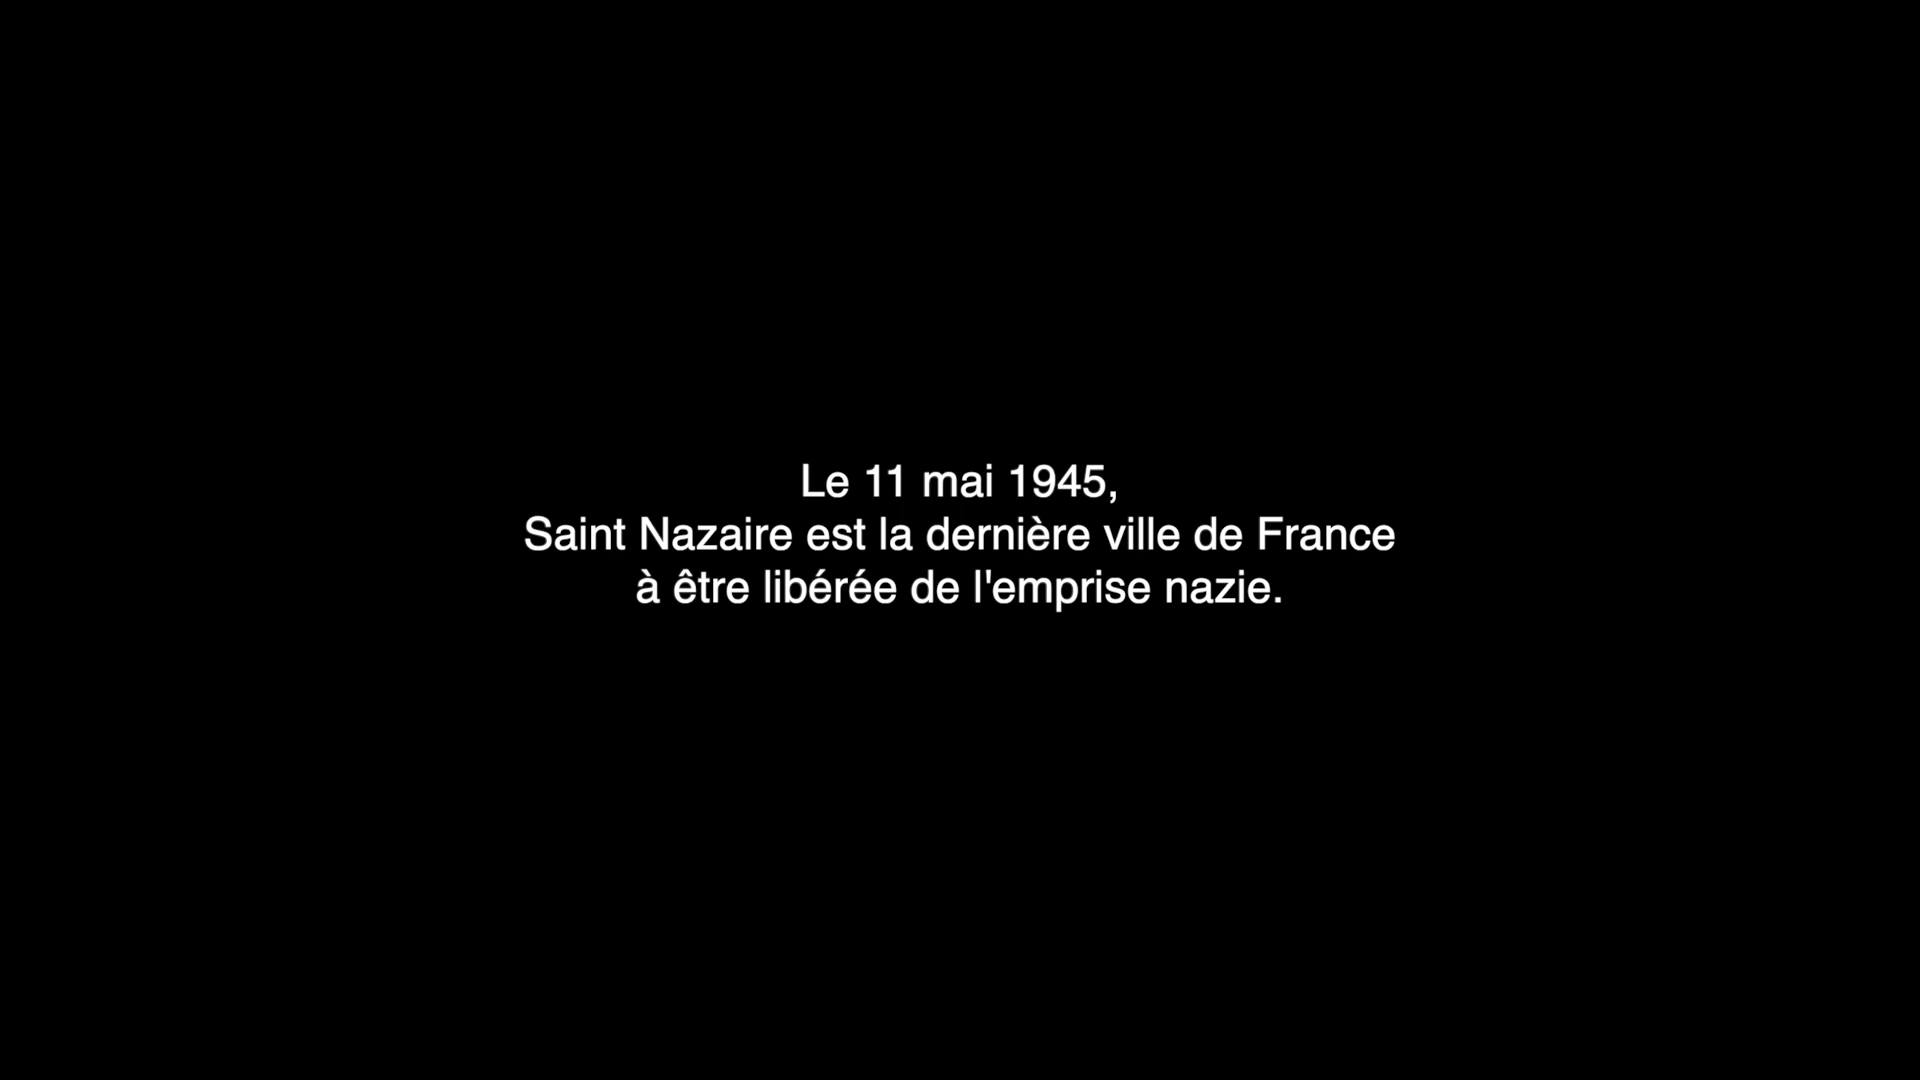 Le 11 mai 1945,
Saint Nazaire est la dernière ville de France
à être libérée de l'emprise nazie.